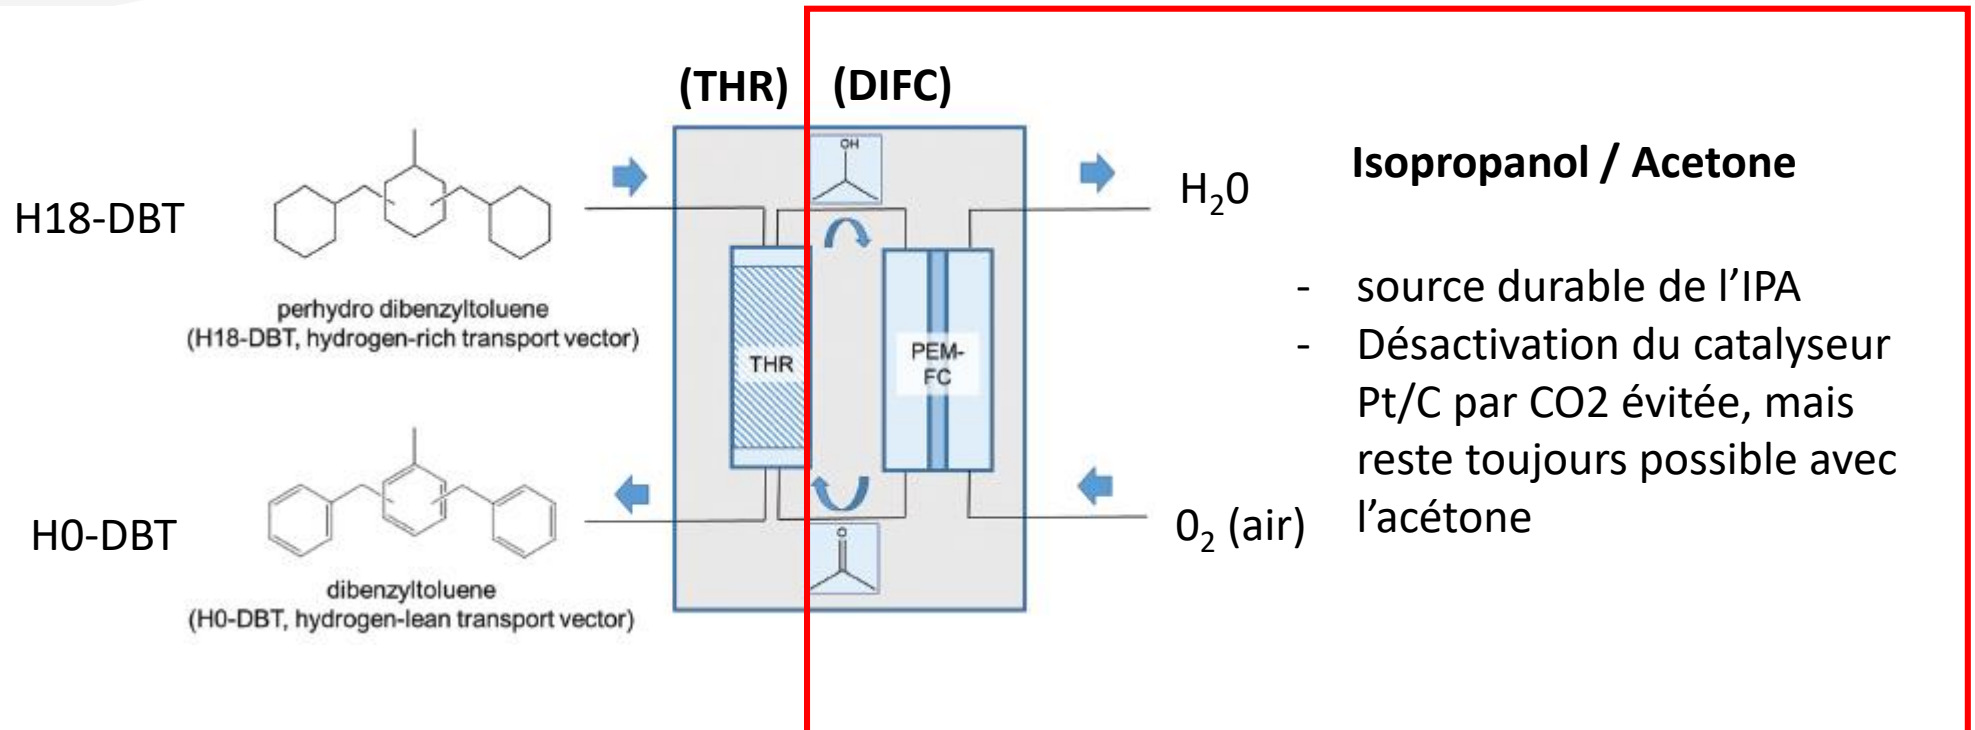 (THR) (DIFC)
OH
Isopropanol / Acetone
H18-DBT
H₂0
perhydro dibenzyltoluene
(H18-DBT, hydrogen-rich transport vector)
- source durable de l’IPA
- Désactivation du catalyseur
Pt/C par CO2 évitée, mais
reste toujours possible avec
l’acétone
THR
PEM-
FC
H0-DBT
0₂ (air)
O
dibenzyltoluene
(H0-DBT, hydrogen-lean transport vector)